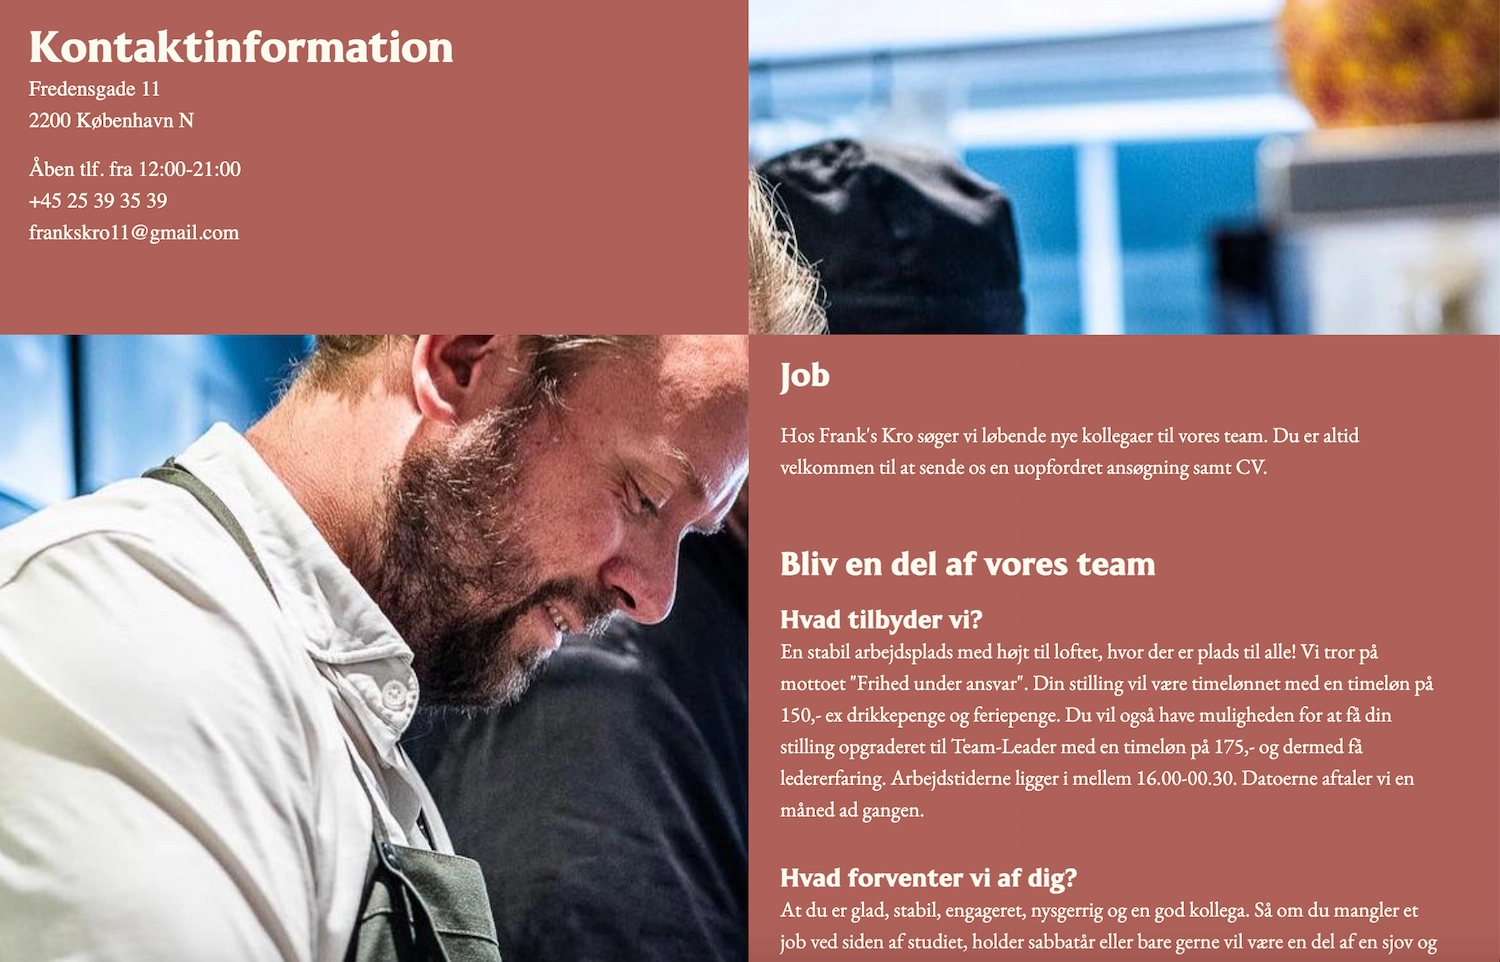 Kontaktinformation
Fredensgade 11
2200 København N
Åben tlf. fra 12:00-21:00
+45 25 39 35 39
frankskro11@gmail.com
Job
Hos Frank's Kro søger vi løbende nye kollegaer til vores team. Du er altid
velkommen til at sende os en uopfordret ansøgning samt CV.
Bliv en del af vores team
Hvad tilbyder vi?
En stabil arbejdsplads med højt til loftet, hvor der er plads til alle! Vi tror på
mottoet "Frihed under ansvar". Din stilling vil være timelønnet med en timeløn på
150,- ex drikkepenge og feriepenge. Du vil også have muligheden for at få din
stilling opgraderet til Team-Leader med en timeløn på 175,- og dermed få
ledererfaring. Arbejdstiderne ligger i mellem 16.00-00.30. Datoerne aftaler vi en
måned ad gangen.
Hvad forventer vi af dig?
At du er glad, stabil, engageret, nysgerrig og en god kollega. Så om du mangler et
job ved siden af studiet, holder sabbatår eller bare gerne vil være en del af en sjov og